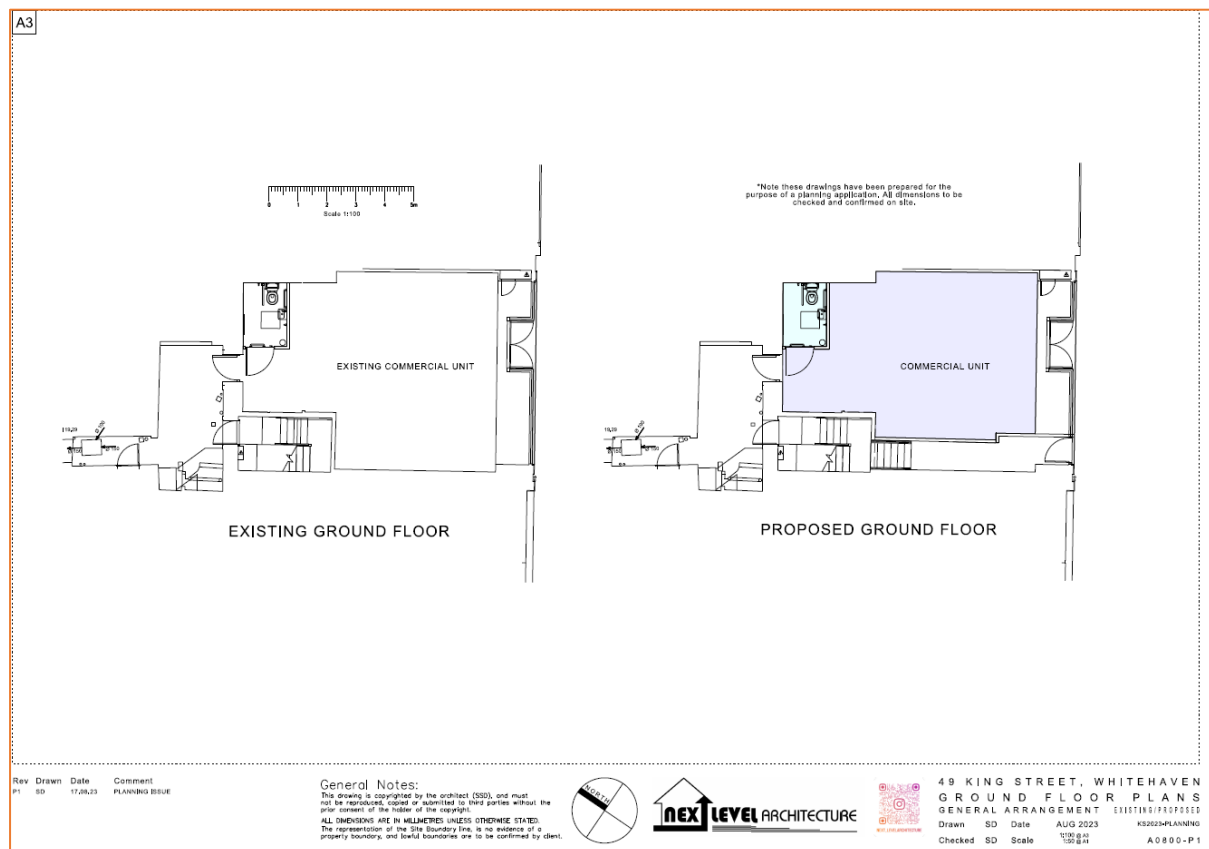 A3
0 1 2 3 4 5m
Scale 1:100
*Note these drawings have been prepared for the
purpose of a planning application, All dimensions to be
checked and confirmed on site.
EXISTING COMMERCIAL UNIT
COMMERCIAL UNIT
EXISTING GROUND FLOOR
PROPOSED GROUND FLOOR
Rev Drawn Date Comment
P1 SD 17.08.23 PLANNING ISSUE
General Notes:
This drawing is copyrighted by the architect (SSD), and must
not be reproduced, copied or submitted to third parties without the
prior consent of the holder of the copyright.
ALL DIMENSIONS ARE IN MILLIMETRES UNLESS OTHERWISE STATED.
The representation of the Site Boundary line, is no evidence of a
property boundary, and lawful boundaries are to be confirmed by client.
NORTH
NEXT LEVEL ARCHITECTURE
NEXT LEVEL ARCHITECTURE
49 KING STREET, WHITEHAVEN
GROUND FLOOR PLANS
GENERAL ARRANGEMENT EXISTING/PROPOSED
Drawn SD Date AUG 2023 KS2023-PLANNING
Checked SD Scale 1:100 @ A3 A0800-P1
1:50 @ A1